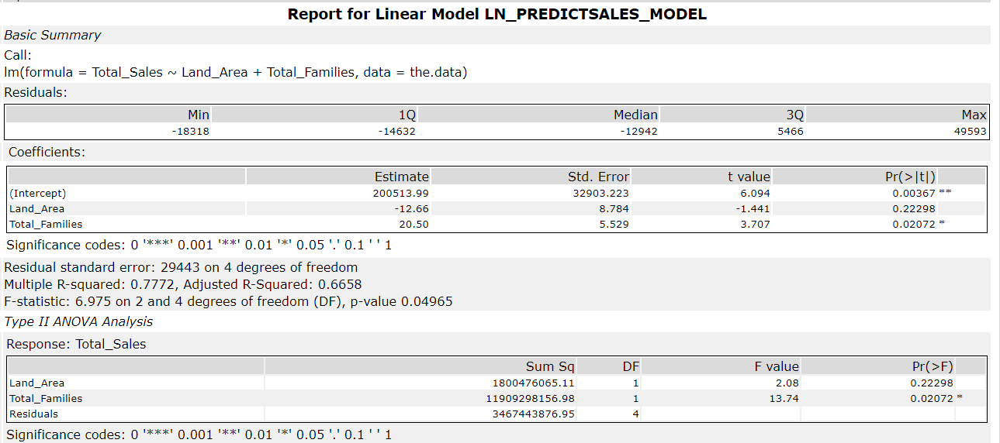 Report for Linear Model LN_PREDICTSALES_MODEL
Basic Summary
Call:
lm(formula = Total_Sales ~ Land_Area + Total_Families, data = the.data)
Residuals:
Min 1Q Median 3Q Max
-18318 -14632 -12942 5466 49593
Coefficients:
Estimate Std. Error t value Pr(>|t|)
(Intercept) 200513.99 32903.223 6.094 0.00367 **
Land_Area -12.66 8.784 -1.441 0.22298
Total_Families 20.50 5.529 3.707 0.02072 *
Significance codes: 0 '***' 0.001 '**' 0.01 '*' 0.05 '.' 0.1 ' ' 1
Residual standard error: 29443 on 4 degrees of freedom
Multiple R-squared: 0.7772, Adjusted R-Squared: 0.6658
F-statistic: 6.975 on 2 and 4 degrees of freedom (DF), p-value 0.04965
Type II ANOVA Analysis
Response: Total_Sales
Sum Sq DF F value Pr(>F)
Land_Area 1800476065.11 1 2.08 0.22298
Total_Families 11909298156.98 1 13.74 0.02072 *
Residuals 3467443876.95 4
Significance codes: 0 '***' 0.001 '**' 0.01 '*' 0.05 '.' 0.1 ' ' 1